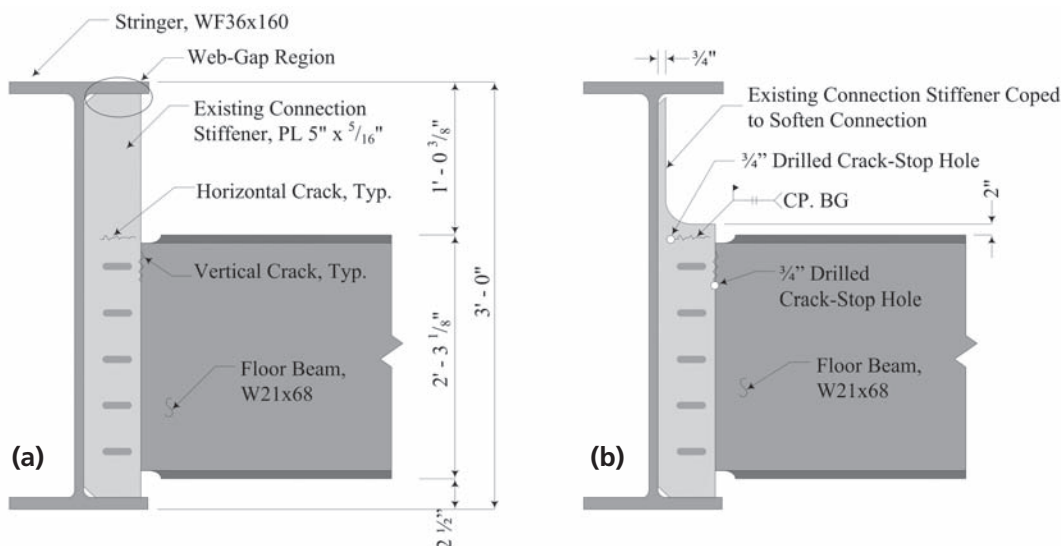 Stringer, WF36x160
Web-Gap Region
Existing Connection
Stiffener, PL 5" x 5/16"
Horizontal Crack, Typ.
Vertical Crack, Typ.
Floor Beam,
W21x68
1' - 0 3/8"
2' - 3 1/8"
3' - 0"
2 ½"
(a)
¾"
Existing Connection Stiffener Coped
to Soften Connection
¾” Drilled Crack-Stop Hole
CP. BG
2"
¾” Drilled
Crack-Stop Hole
Floor Beam,
W21x68
(b)